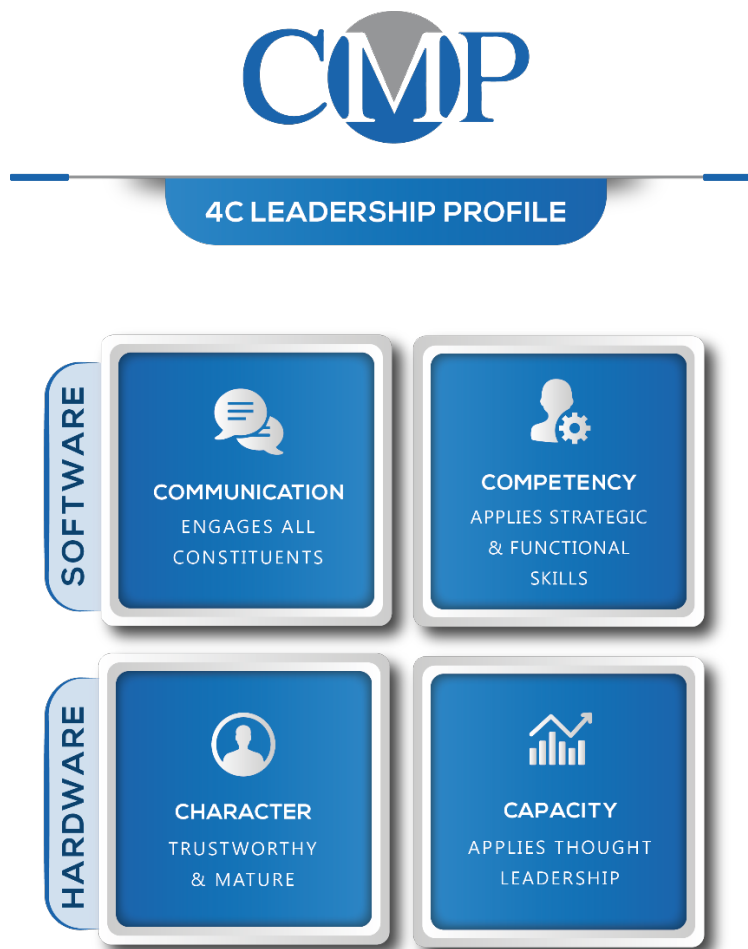 CMP
4C LEADERSHIP PROFILE
SOFTWARE
COMMUNICATION
ENGAGES ALL
CONSTITUENTS
COMPETENCY
APPLIES STRATEGIC
& FUNCTIONAL
SKILLS
HARDWARE
CHARACTER
TRUSTWORTHY
& MATURE
CAPACITY
APPLIES THOUGHT
LEADERSHIP